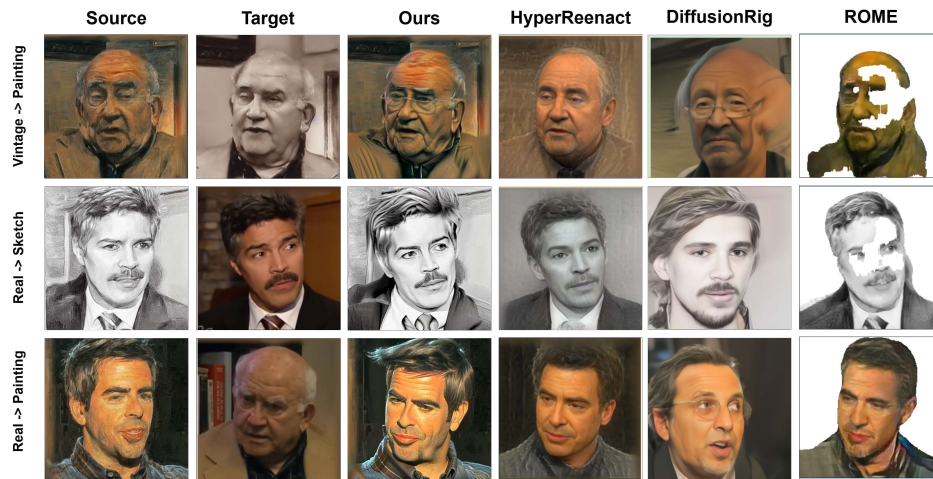 Source Target Ours HyperReenact DiffusionRig ROME
Vintage -> Painting
Real -> Sketch
Real -> Painting